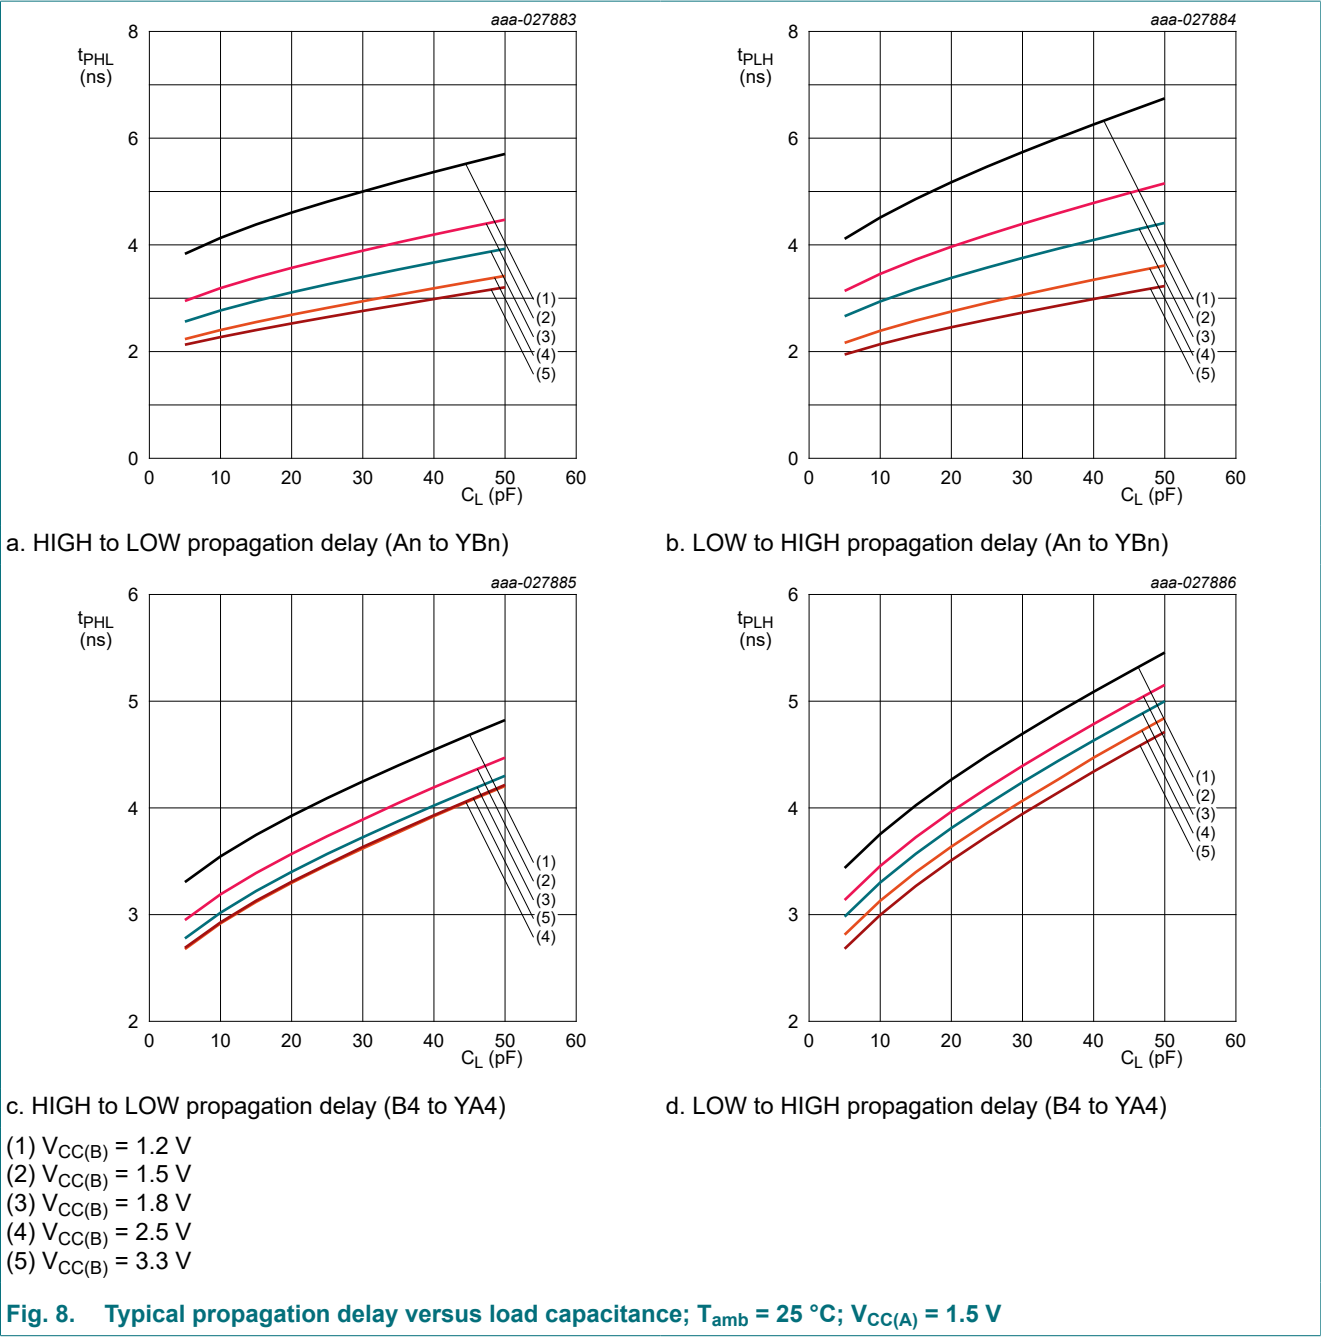 aaa-027883
8
6
4
2
0
tPHL
(ns)
(1)
(2)
(3)
(4)
(5)
0 10 20 30 40 50 60
CL (pF)
a. HIGH to LOW propagation delay (An to YBn)
aaa-027884
8
6
4
2
0
tPLH
(ns)
(1)
(2)
(3)
(4)
(5)
0 10 20 30 40 50 60
CL (pF)
b. LOW to HIGH propagation delay (An to YBn)
aaa-027885
6
5
4
3
2
tPHL
(ns)
(1)
(2)
(3)
(5)
(4)
0 10 20 30 40 50 60
CL (pF)
c. HIGH to LOW propagation delay (B4 to YA4)
aaa-027886
6
5
4
3
2
tPLH
(ns)
(1)
(2)
(3)
(4)
(5)
0 10 20 30 40 50 60
CL (pF)
d. LOW to HIGH propagation delay (B4 to YA4)
(1) VCC(B) = 1.2 V
(2) VCC(B) = 1.5 V
(3) VCC(B) = 1.8 V
(4) VCC(B) = 2.5 V
(5) VCC(B) = 3.3 V
Fig. 8. Typical propagation delay versus load capacitance; Tamb = 25 °C; VCC(A) = 1.5 V